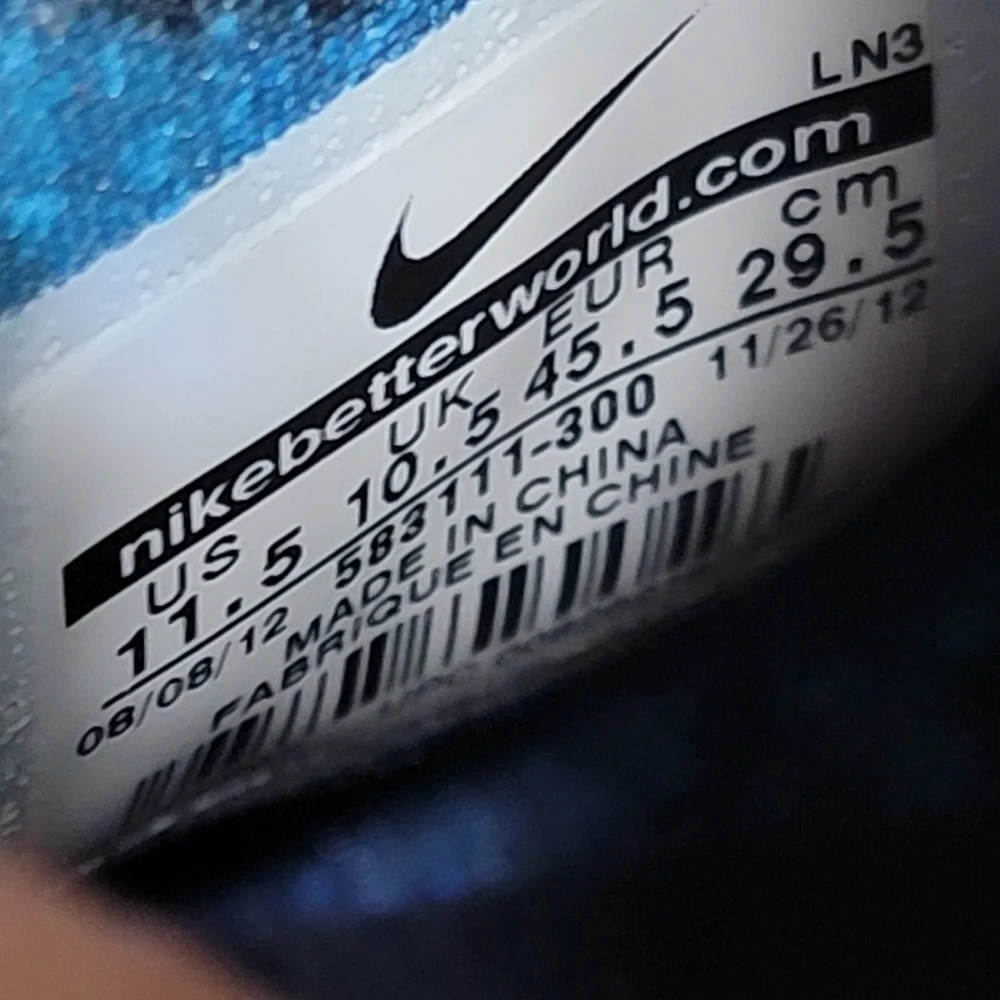 LN3
nikebetterworld.com
US UK EUR cm
11.5 10.5 45.5 29.5
08/08/12 583111-300 11/26/12
MADE IN CHINA
FABRIQUE EN CHINE